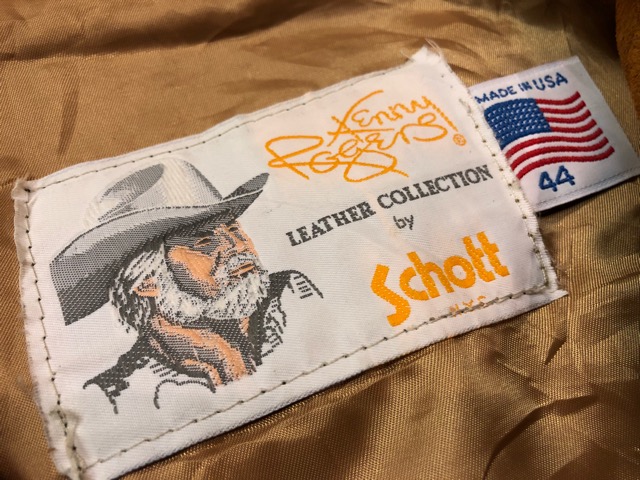 Kenny
Rogers ®
LEATHER COLLECTION
by
Schott
N.Y.C.
MADE IN USA
44